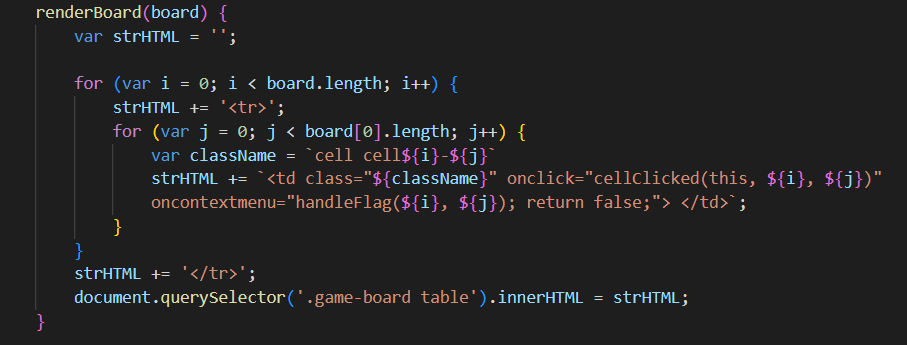 renderBoard(board) {
var strHTML = '';
for (var i = 0; i < board.length; i++) {
strHTML += '<tr>';
for (var j = 0; j < board[0].length; j++) {
var className = `cell cell${i}-${j}`
strHTML += `<td class="${className}" onclick="cellClicked(this, ${i}, ${j})"
oncontextmenu="handleFlag(${i}, ${j}); return false;"> </td>`;
}
}
strHTML += '</tr>';
document.querySelector('.game-board table').innerHTML = strHTML;
}